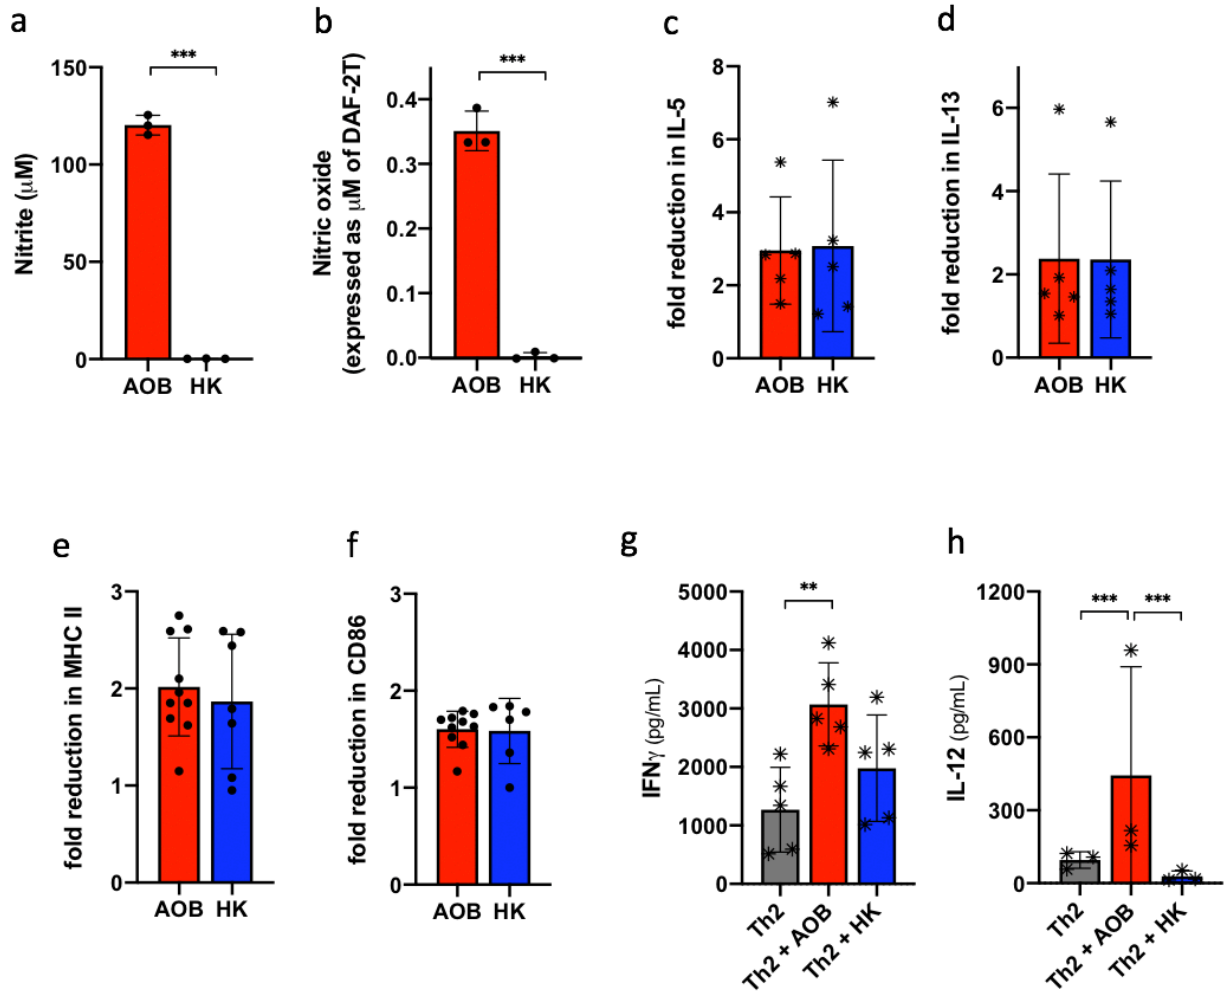 a
Nitrite (μM)
150
100
50
0
***
AOB HK
b
Nitric oxide
(expressed as μM of DAF-2T)
0.4
0.3
0.2
0.1
0.0
***
AOB HK
c
fold reduction in IL-5
8
6
4
2
0
AOB HK
d
fold reduction in IL-13
6
4
2
0
AOB HK
e
fold reduction in MHC II
3
2
1
0
AOB HK
f
fold reduction in CD86
3
2
1
0
AOB HK
g
IFNγ (pg/mL)
5000
4000
3000
2000
1000
0
**
Th2
Th2 + AOB
Th2 + HK
h
IL-12 (pg/mL)
1200
900
600
300
0
***
***
Th2
Th2 + AOB
Th2 + HK